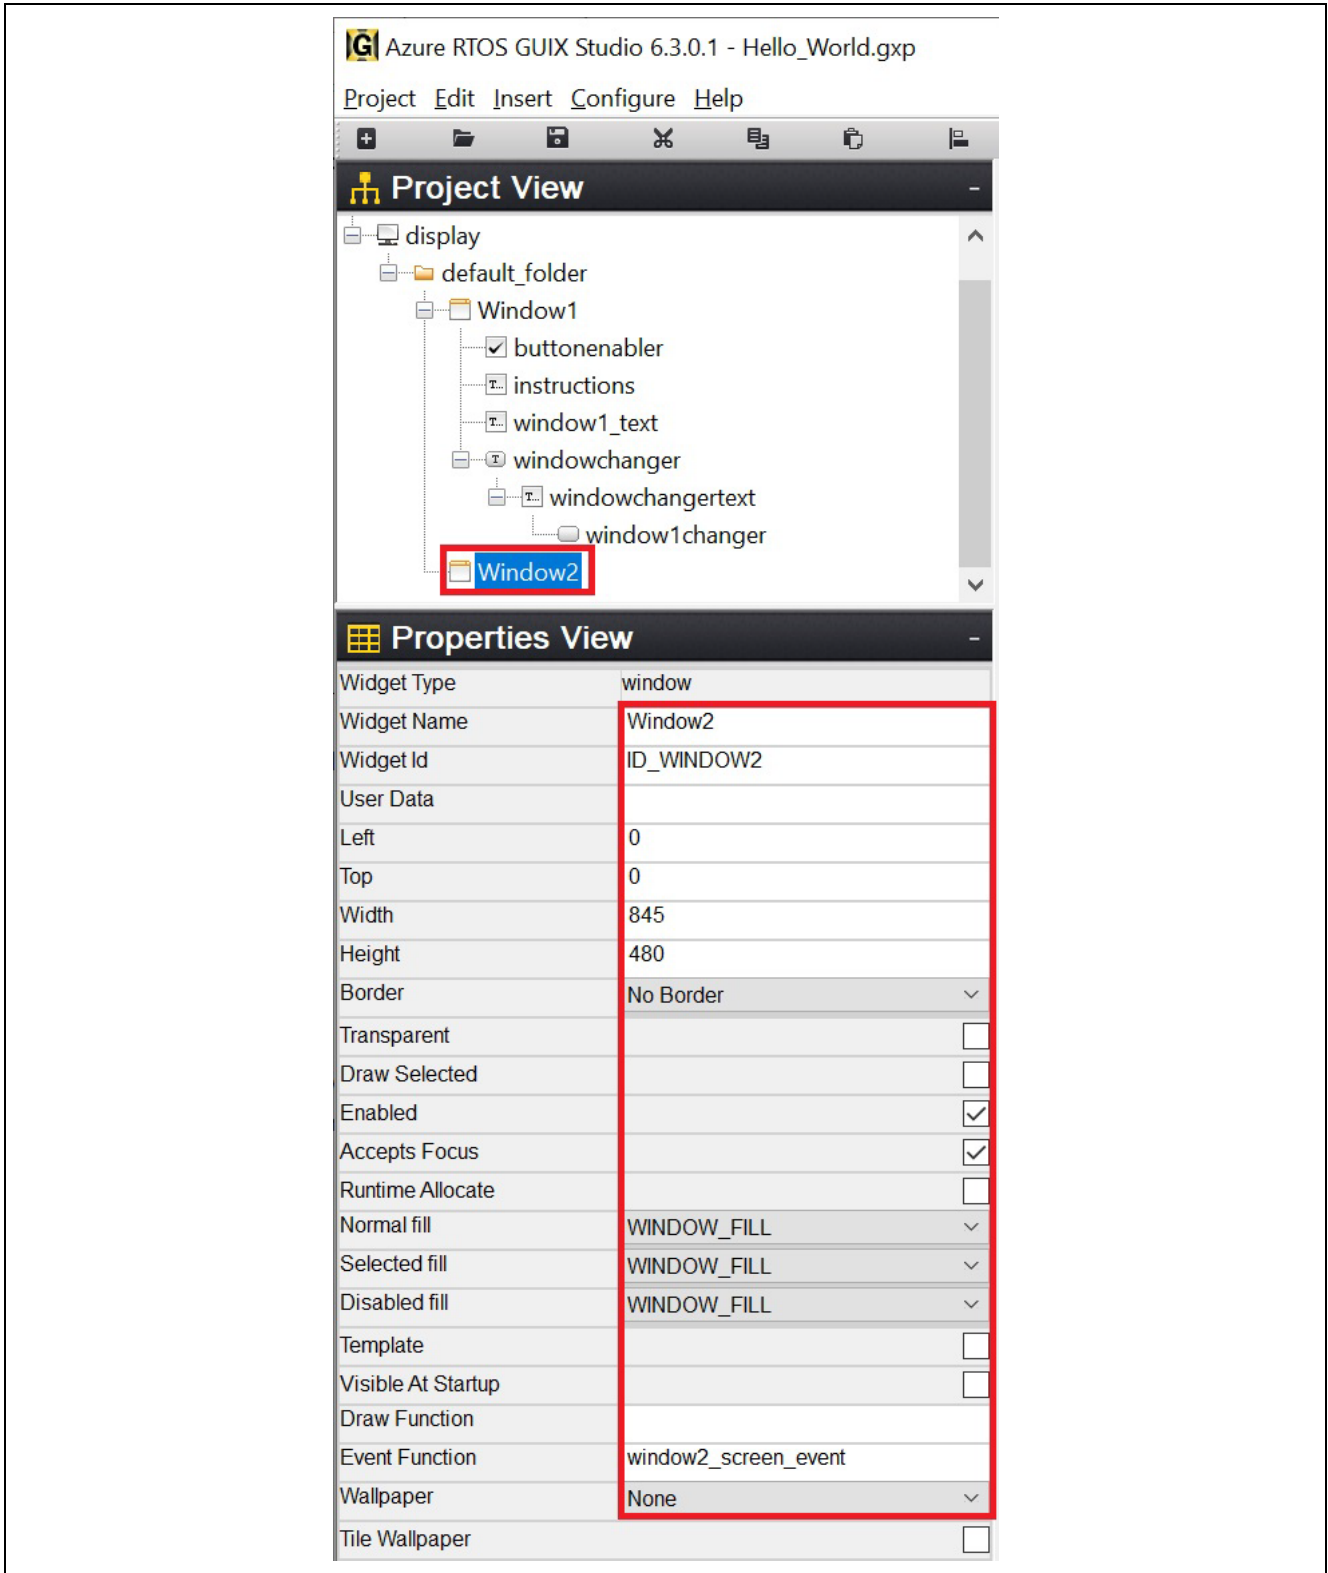 Azure RTOS GUIX Studio 6.3.0.1 - Hello_World.gxp
Project Edit Insert Configure Help
Project View
display
default_folder
Window1
buttonenabler
instructions
window1_text
windowchanger
windowchangertext
window1changer
Window2
Properties View
Widget Type window
Widget Name Window2
Widget Id ID_WINDOW2
User Data
Left 0
Top 0
Width 845
Height 480
Border No Border
Transparent
Draw Selected
Enabled
Accepts Focus
Runtime Allocate
Normal fill WINDOW_FILL
Selected fill WINDOW_FILL
Disabled fill WINDOW_FILL
Template
Visible At Startup
Draw Function
Event Function window2_screen_event
Wallpaper None
Tile Wallpaper